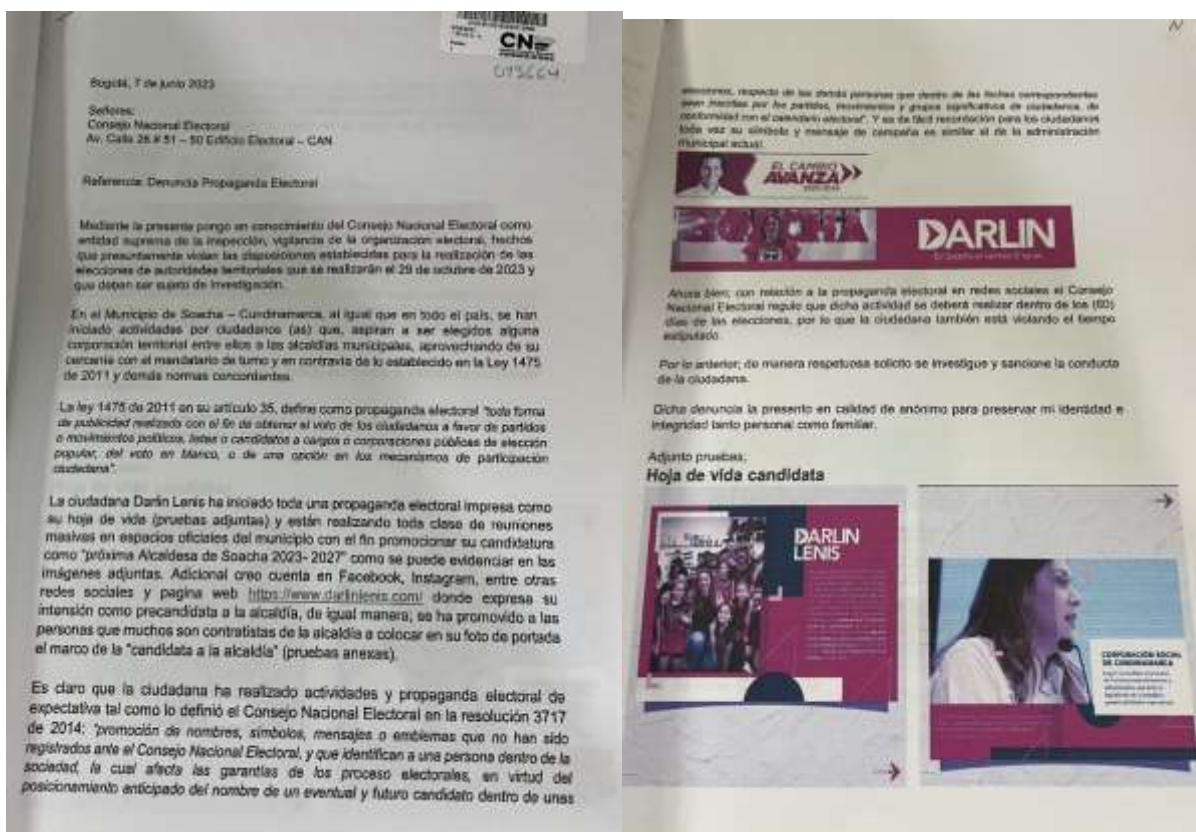 CN
Bogotá, 7 de junio 2023
Señores:
Consejo Nacional Electoral
Av. Calle 26 # 51 – 50 Edificio Electoral – CAN
Referencia: Denuncia Propaganda Electoral
Mediante la presente pongo en conocimiento del Consejo Nacional Electoral como
entidad suprema de la inspección, vigilancia de la organización electoral, hechos
que presuntamente violan las disposiciones establecidas para la realización de las
elecciones de autoridades territoriales que se realizarán el 29 de octubre de 2023 y
que deban ser sujeto de investigación.
En el Municipio de Soacha – Cundinamarca, al igual que en todo el país, se han
iniciado actividades por ciudadanos (as) que, aspiran a ser elegidos alguna
corporación territorial entre ellos a las alcaldías municipales, aprovechando de su
cercanía con el mandatario de turno y en contravía de lo establecido en la Ley 1475
de 2011 y demás normas concordantes.
La ley 1475 de 2011 en su artículo 35, define como propaganda electoral "toda forma
de publicidad realizada con el fin de obtener el voto de los ciudadanos a favor de partidos
o movimientos políticos, listas o candidatos a cargos o corporaciones públicas de elección
popular, del voto en blanco, o de una opción en los mecanismos de participación
ciudadana".
La ciudadana Darlin Lenis ha iniciado toda una propaganda electoral impresa como
su hoja de vida (pruebas adjuntas) y están realizando toda clase de reuniones
masivas en espacios oficiales del municipio con el fin promocionar su candidatura
como "próxima Alcaldesa de Soacha 2023- 2027" como se puede evidenciar en las
imágenes adjuntas. Adicional creo cuenta en Facebook, Instagram, entre otras
redes sociales y pagina web https://www.darlinlenis.com/ donde expresa su
intensión como precandidata a la alcaldía, de igual manera; se ha promovido a las
personas que muchos son contratistas de la alcaldía a colocar en su foto de portada
el marco de la "candidata a la alcaldía" (pruebas anexas).
Es claro que la ciudadana ha realizado actividades y propaganda electoral de
expectativa tal como lo definió el Consejo Nacional Electoral en la resolución 3717
de 2014: "promoción de nombres, símbolos, mensajes o emblemas que no han sido
registrados ante el Consejo Nacional Electoral, y que identifican a una persona dentro de la
sociedad, la cual afecta las garantías de los proceso electorales, en virtud del
posicionamiento anticipado del nombre de un eventual y futuro candidato dentro de unas
elecciones, respecto de las demás personas que dentro de las fechas correspondientes
sean inscritas por los partidos, movimientos y grupos significativos de ciudadanos, de
conformidad con el calendario electoral". Y es de fácil recordación para los ciudadanos
toda vez su símbolo y mensaje de campaña es similar al de la administración
municipal actual.
EL CAMBIO
AVANZA
DARLIN
Ahora bien; con relación a la propaganda electoral en redes sociales el Consejo
Nacional Electoral regulo que dicha actividad se deberá realizar dentro de los (60)
días de las elecciones, por lo que la ciudadana también está violando el tiempo
estipulado.
Por lo anterior; de manera respetuosa solicito se investigue y sancione la conducta
de la ciudadana.
Dicha denuncia la presento en calidad de anónimo para preservar mi identidad e
integridad tanto personal como familiar.
Adjunto pruebas,
Hoja de vida candidata
DARLIN
LENIS
CORPORACIÓN SOCIAL
DE CUNDINAMARCA